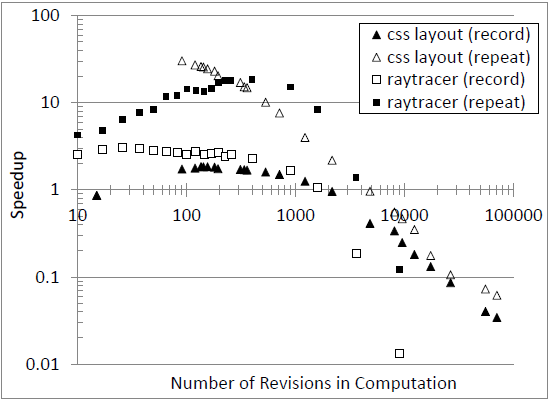 100
10
1
0.1
0.01
10
100
1000
10000
100000
Speedup
Number of Revisions in Computation
css layout (record)
css layout (repeat)
raytracer (record)
raytracer (repeat)